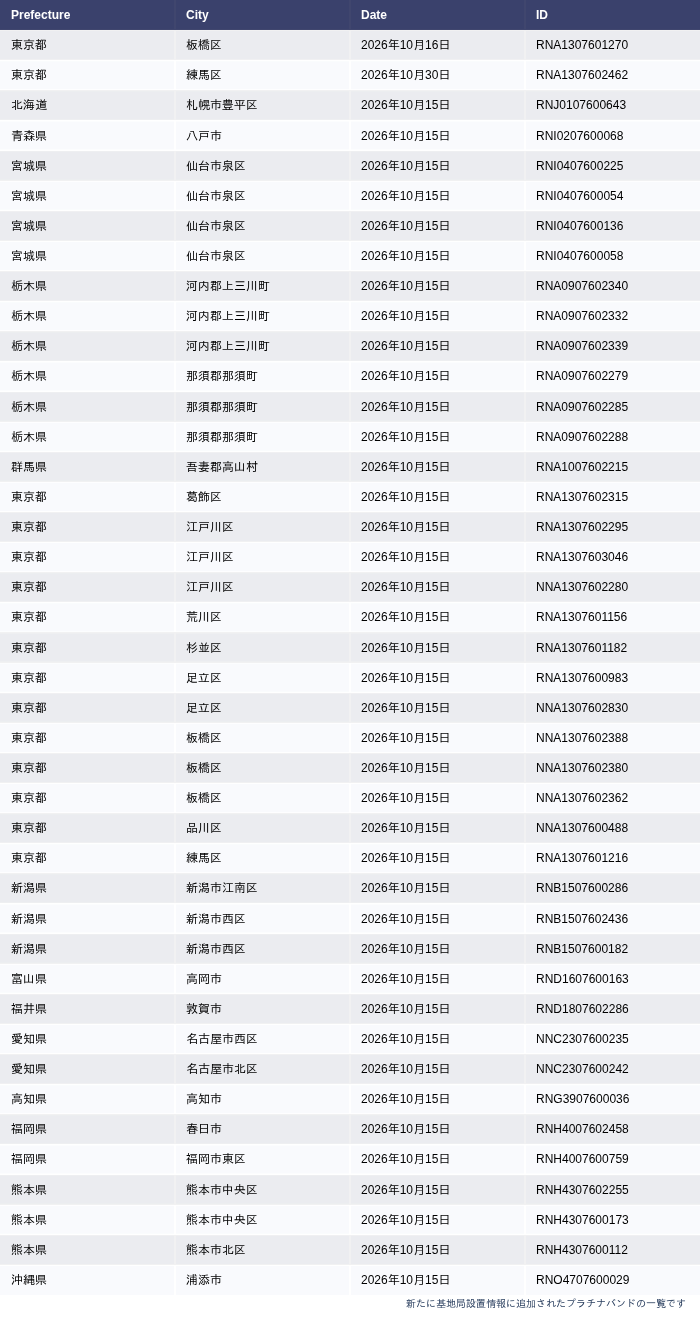 Prefecture City Date ID
東京都 板橋区 2026年10月16日 RNA1307601270
東京都 練馬区 2026年10月30日 RNA1307602462
北海道 札幌市豊平区 2026年10月15日 RNJ0107600643
青森県 八戸市 2026年10月15日 RNI0207600068
宮城県 仙台市泉区 2026年10月15日 RNI0407600225
宮城県 仙台市泉区 2026年10月15日 RNI0407600054
宮城県 仙台市泉区 2026年10月15日 RNI0407600136
宮城県 仙台市泉区 2026年10月15日 RNI0407600058
栃木県 河内郡上三川町 2026年10月15日 RNA0907602340
栃木県 河内郡上三川町 2026年10月15日 RNA0907602332
栃木県 河内郡上三川町 2026年10月15日 RNA0907602339
栃木県 那須郡那須町 2026年10月15日 RNA0907602279
栃木県 那須郡那須町 2026年10月15日 RNA0907602285
栃木県 那須郡那須町 2026年10月15日 RNA0907602288
群馬県 吾妻郡高山村 2026年10月15日 RNA1007602215
東京都 葛飾区 2026年10月15日 RNA1307602315
東京都 江戸川区 2026年10月15日 RNA1307602295
東京都 江戸川区 2026年10月15日 RNA1307603046
東京都 江戸川区 2026年10月15日 NNA1307602280
東京都 荒川区 2026年10月15日 RNA1307601156
東京都 杉並区 2026年10月15日 RNA1307601182
東京都 足立区 2026年10月15日 RNA1307600983
東京都 足立区 2026年10月15日 NNA1307602830
東京都 板橋区 2026年10月15日 NNA1307602388
東京都 板橋区 2026年10月15日 NNA1307602380
東京都 板橋区 2026年10月15日 NNA1307602362
東京都 品川区 2026年10月15日 NNA1307600488
東京都 練馬区 2026年10月15日 RNA1307601216
新潟県 新潟市江南区 2026年10月15日 RNB1507600286
新潟県 新潟市西区 2026年10月15日 RNB1507602436
新潟県 新潟市西区 2026年10月15日 RNB1507600182
富山県 高岡市 2026年10月15日 RND1607600163
福井県 敦賀市 2026年10月15日 RND1807602286
愛知県 名古屋市西区 2026年10月15日 NNC2307600235
愛知県 名古屋市北区 2026年10月15日 NNC2307600242
高知県 高知市 2026年10月15日 RNG3907600036
福岡県 春日市 2026年10月15日 RNH4007602458
福岡県 福岡市東区 2026年10月15日 RNH4007600759
熊本県 熊本市中央区 2026年10月15日 RNH4307602255
熊本県 熊本市中央区 2026年10月15日 RNH4307600173
熊本県 熊本市北区 2026年10月15日 RNH4307600112
沖縄県 浦添市 2026年10月15日 RNO4707600029
新たに基地局設置情報に追加されたプラチナバンドの一覧です